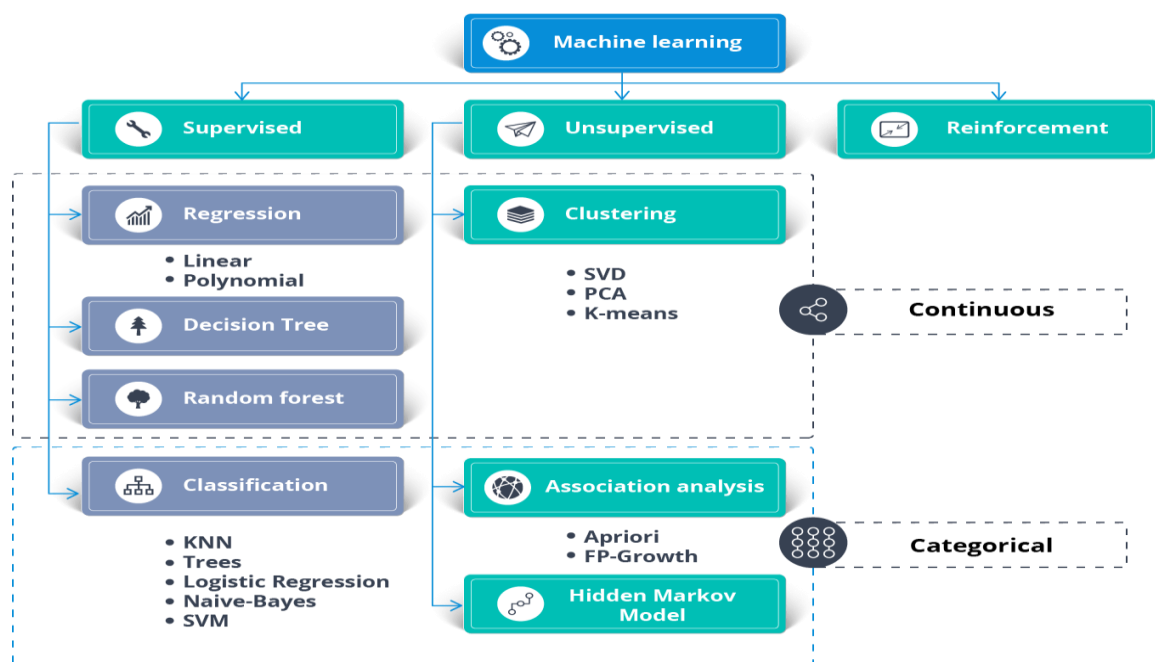 Machine learning
Supervised
Unsupervised
Reinforcement
Regression
• Linear
• Polynomial
Decision Tree
Random forest
Clustering
• SVD
• PCA
• K-means
Continuous
Classification
• KNN
• Trees
• Logistic Regression
• Naive-Bayes
• SVM
Association analysis
• Apriori
• FP-Growth
Hidden Markov
Model
Categorical